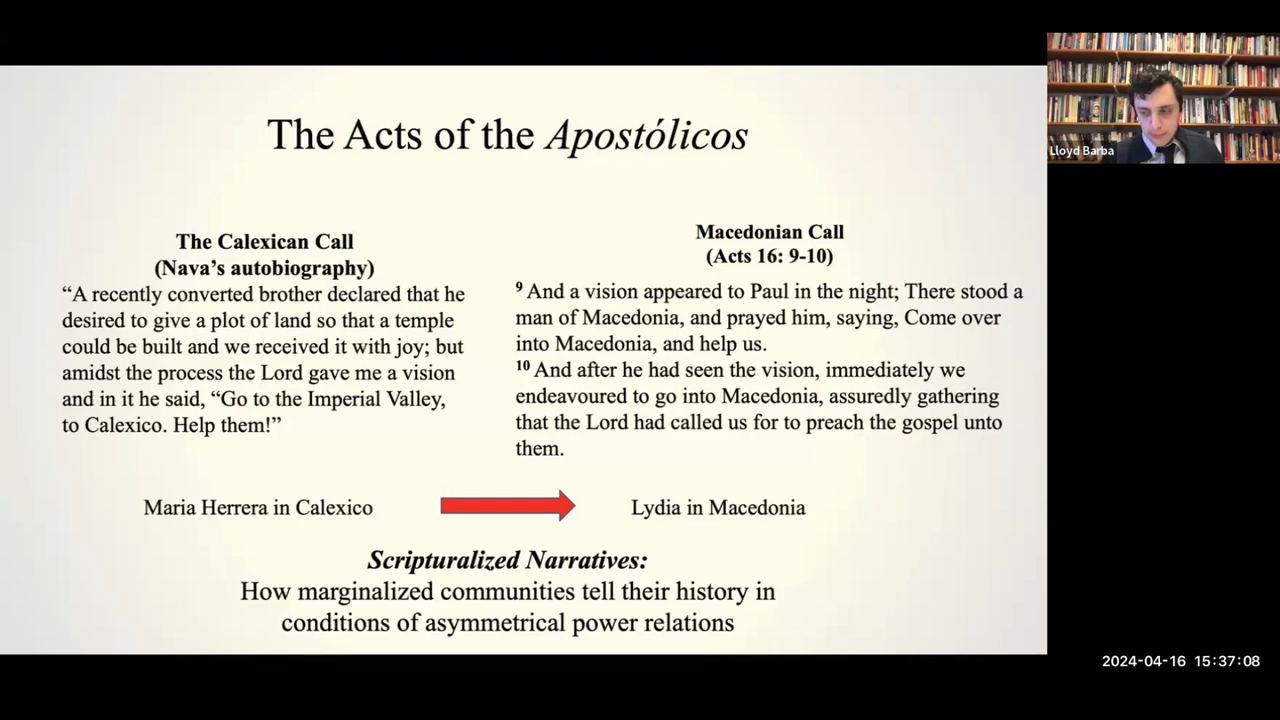 The Acts of the Apostólicos
The Calexican Call
(Nava’s autobiography)
“A recently converted brother declared that he
desired to give a plot of land so that a temple
could be built and we received it with joy; but
amidst the process the Lord gave me a vision
and in it he said, “Go to the Imperial Valley,
to Calexico. Help them!”
Macedonian Call
(Acts 16: 9-10)
9 And a vision appeared to Paul in the night; There stood a
man of Macedonia, and prayed him, saying, Come over
into Macedonia, and help us.
10 And after he had seen the vision, immediately we
endeavoured to go into Macedonia, assuredly gathering
that the Lord had called us for to preach the gospel unto
them.
Maria Herrera in Calexico
Lydia in Macedonia
Scripturalized Narratives:
How marginalized communities tell their history in
conditions of asymmetrical power relations
Lloyd Barba
2024-04-16 15:37:08